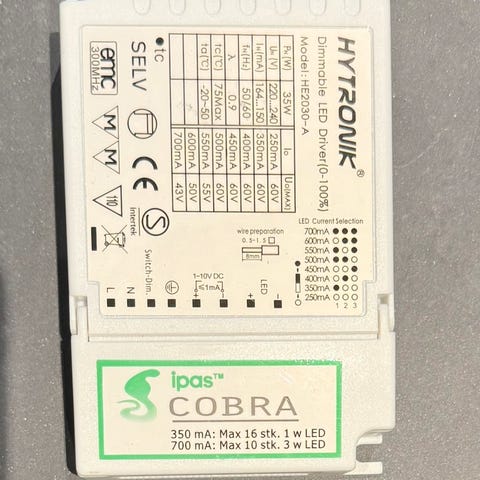 HYTRONIK®
Dimmable LED Driver(0-100%)
Model: HE2030-A
PN(W) 35W Io Uo(MAX)
UN(V) 220...240 250mA 60V
IN(mA) 164...150 350mA 60V
fN(Hz) 50/60 400mA 60V
λ 0.9 450mA 60V
tc(°C) 75Max 500mA 60V
ta(°C) -20~50 550mA 55V
600mA 50V
700mA 43V
tc
SELV
emc
300MHz
M
M
110
CE
S
Intertek
LED Current Selection
700mA
600mA
550mA
500mA
450mA
400mA
350mA
250mA
1 2 3
wire preparation
0.5-1.5
8mm
L
N
Switch-Dim.
1-10V DC
≤1mA
+
-
LED
+
-
ipas™
COBRA
350 mA: Max 16 stk. 1 w LED
700 mA: Max 10 stk. 3 w LED